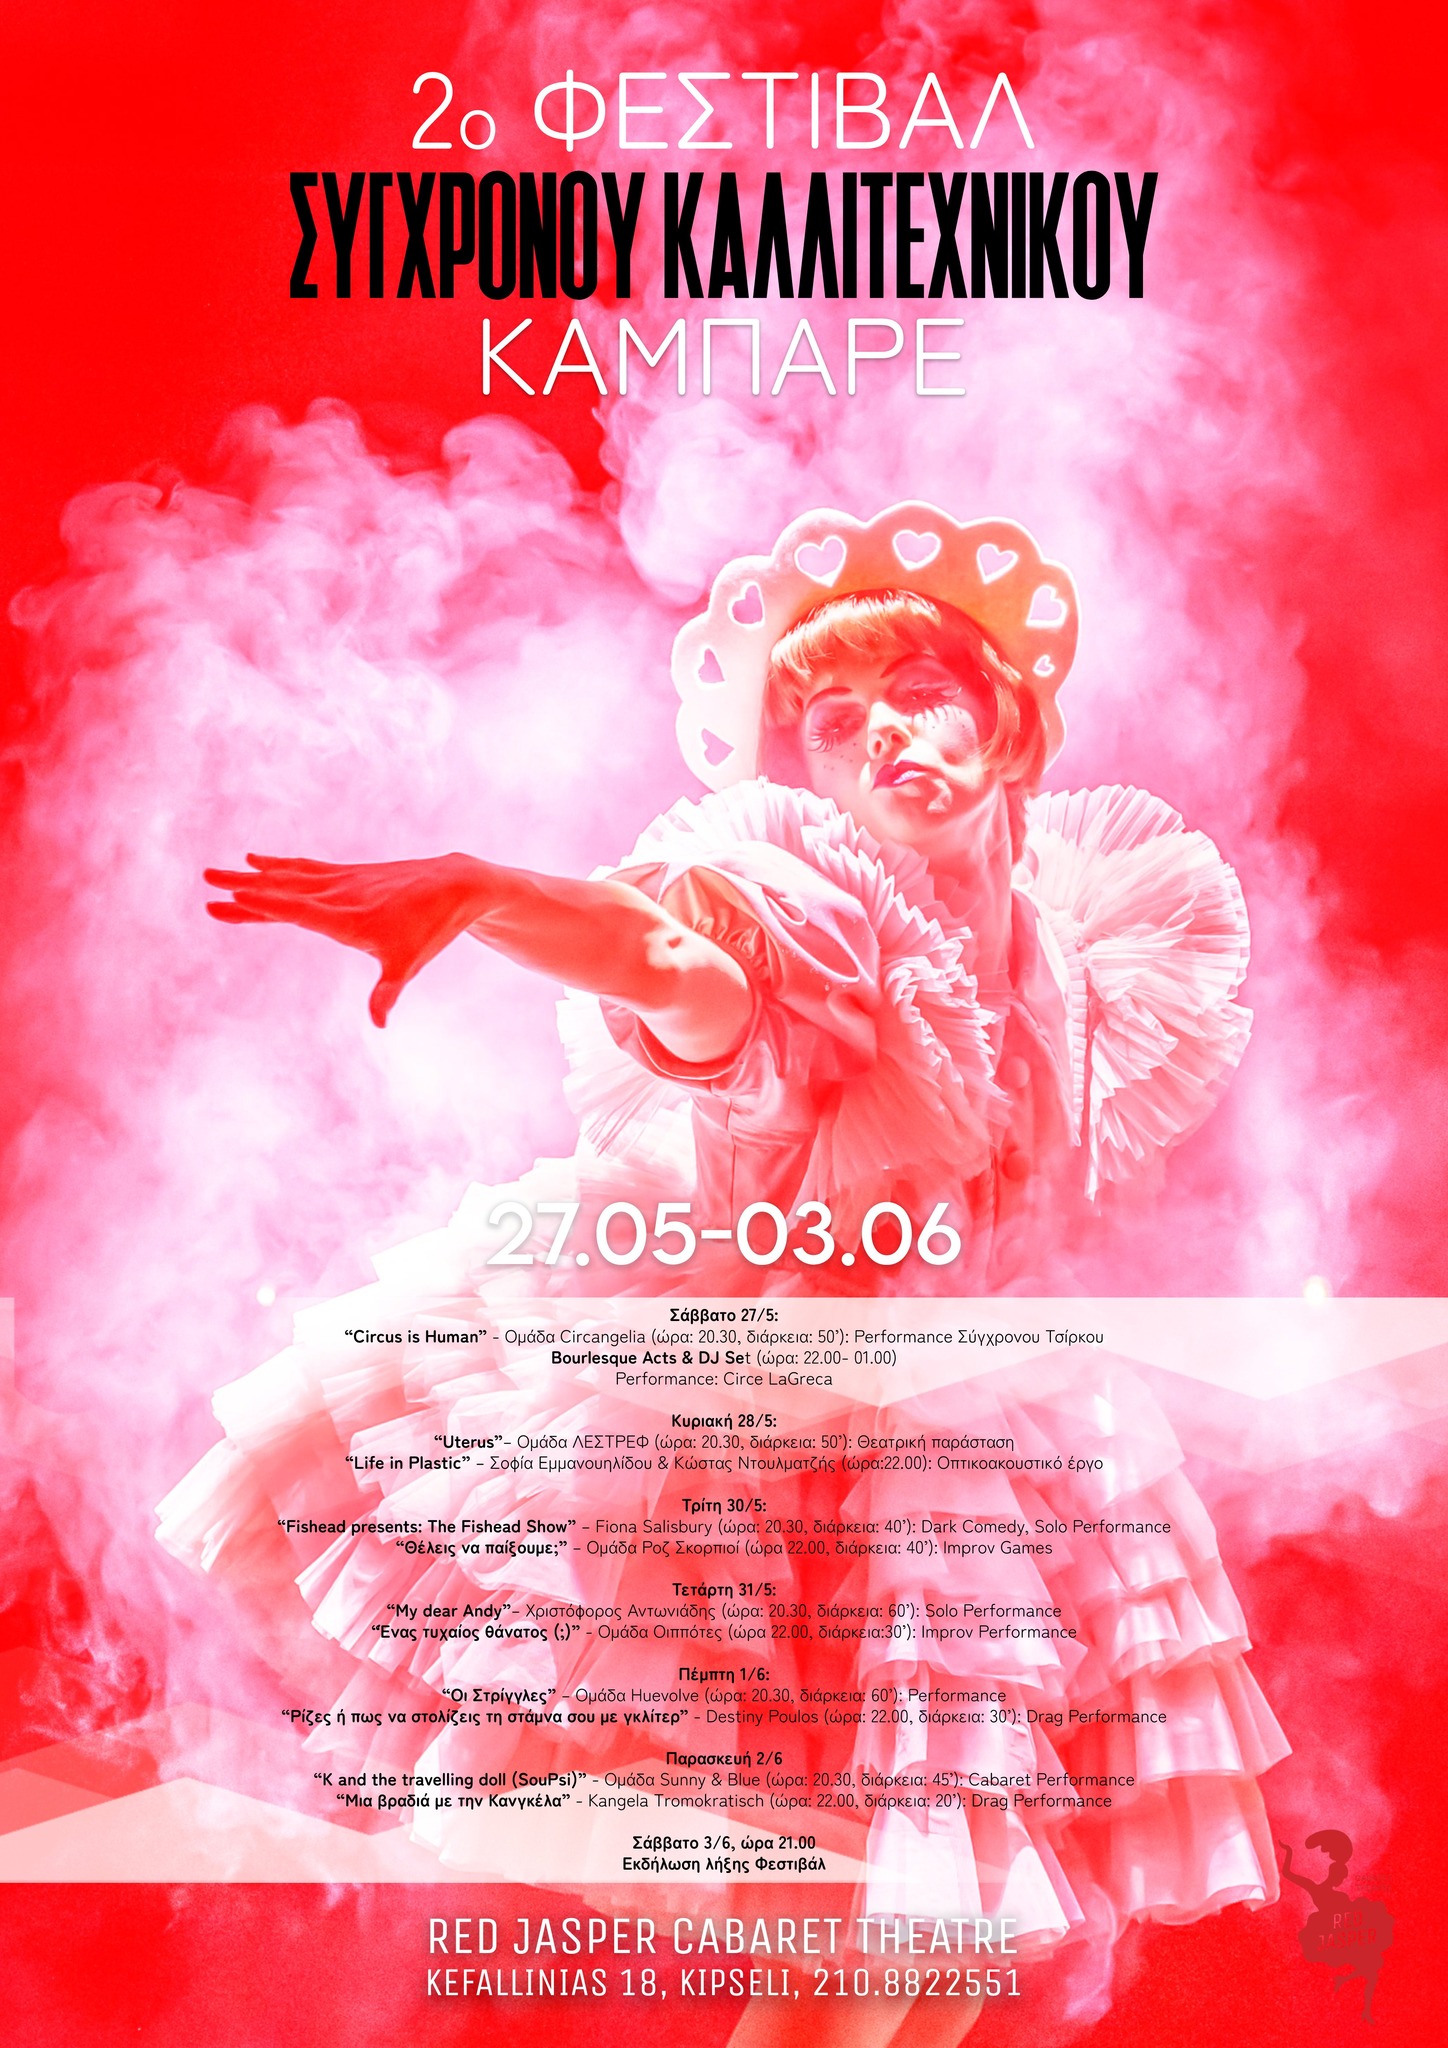 2ο ΦΕΣΤΙΒΑΛ
ΣΥΓΧΡΟΝΟΥ ΚΑΛΛΙΤΕΧΝΙΚΟΥ
ΚΑΜΠΑΡΕ
27.05-03.06
Σάββατο 27/5:
“Circus is Human” - Ομάδα Circangelia (ώρα: 20.30, διάρκεια: 50’): Performance Σύγχρονου Τσίρκου
Bourlesque Acts & DJ Set (ώρα: 22.00- 01.00)
Performance: Circe LaGreca
Κυριακή 28/5:
“Uterus”– Ομάδα ΛΕΣΤΡΕΦ (ώρα: 20.30, διάρκεια: 50’): Θεατρική παράσταση
“Life in Plastic” – Σοφία Εμμανουηλίδου & Κώστας Ντουλματζής (ώρα:22.00): Οπτικοακουστικό έργο
Τρίτη 30/5:
“Fishead presents: The Fishead Show” – Fiona Salisbury (ώρα: 20.30, διάρκεια: 40’): Dark Comedy, Solo Performance
“Θέλεις να παίξουμε;” – Ομάδα Ροζ Σκορπιοί (ώρα 22.00, διάρκεια: 40’): Improv Games
Τετάρτη 31/5:
“My dear Andy”– Χριστόφορος Αντωνιάδης (ώρα: 20.30, διάρκεια: 60’): Solo Performance
“Ένας τυχαίος θάνατος (;)” – Ομάδα Οιππότες (ώρα 22.00, διάρκεια:30’): Improv Performance
Πέμπτη 1/6:
“Οι Στρίγγλες” – Ομάδα Huevolve (ώρα: 20.30, διάρκεια: 60’): Performance
“Ρίζες ή πως να στολίζεις τη στάμνα σου με γκλίτερ” - Destiny Poulos (ώρα: 22.00, διάρκεια: 30’): Drag Performance
Παρασκευή 2/6
“K and the travelling doll (SouPsi)” - Ομάδα Sunny & Blue (ώρα: 20.30, διάρκεια: 45’): Cabaret Performance
“Μια βραδιά με την Κανγκέλα” - Kangela Tromokratisch (ώρα: 22.00, διάρκεια: 20’): Drag Performance
Σάββατο 3/6, ώρα 21.00
Εκδήλωση λήξης Φεστιβάλ
RED JASPER CABARET THEATRE
KEFALLINIAS 18, KIPSELI, 210.8822551
RED
JASPER